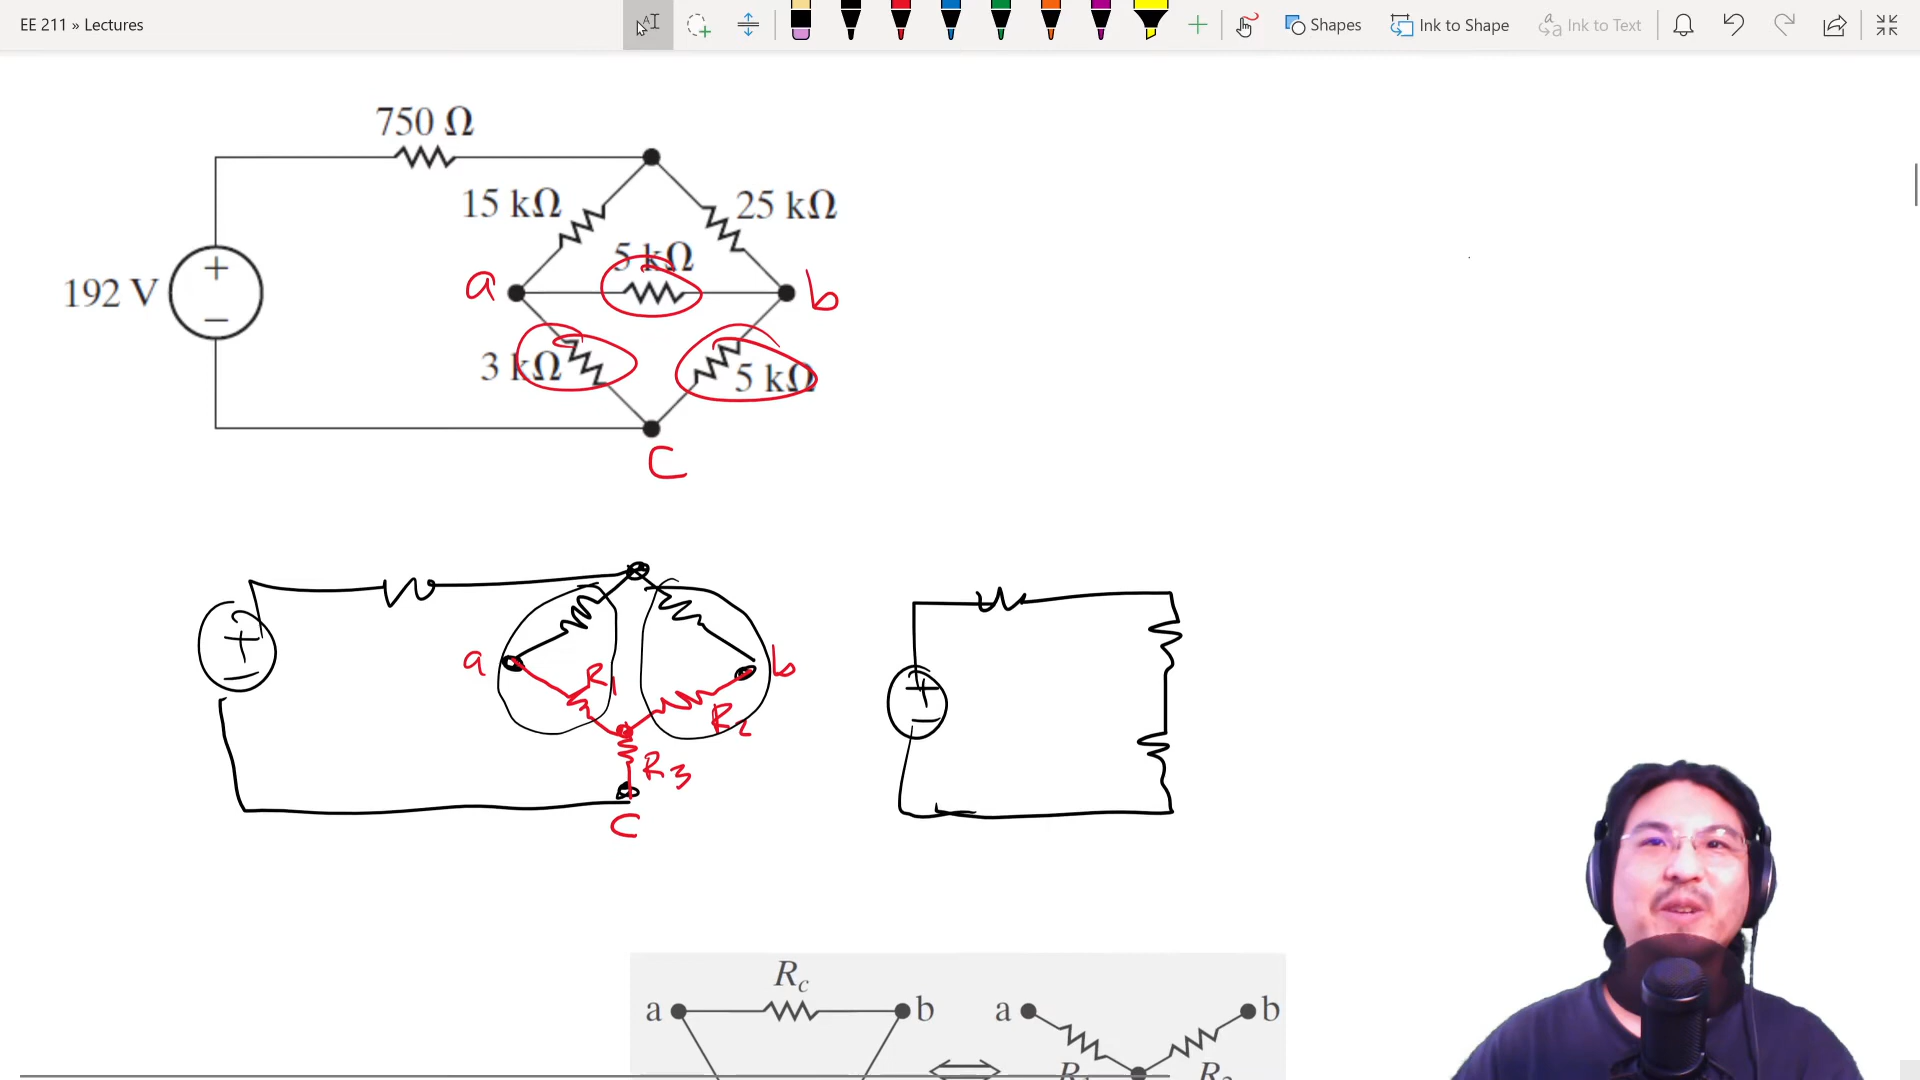 EE 211 » Lectures
Shapes
Ink to Shape
Ink to Text
750 Ω
15 kΩ
25 kΩ
5 kΩ
192 V
+
−
a
b
3 kΩ
5 kΩ
C
+
−
a
R1
b
R2
R3
C
+
−
Rc
a
b
a
b